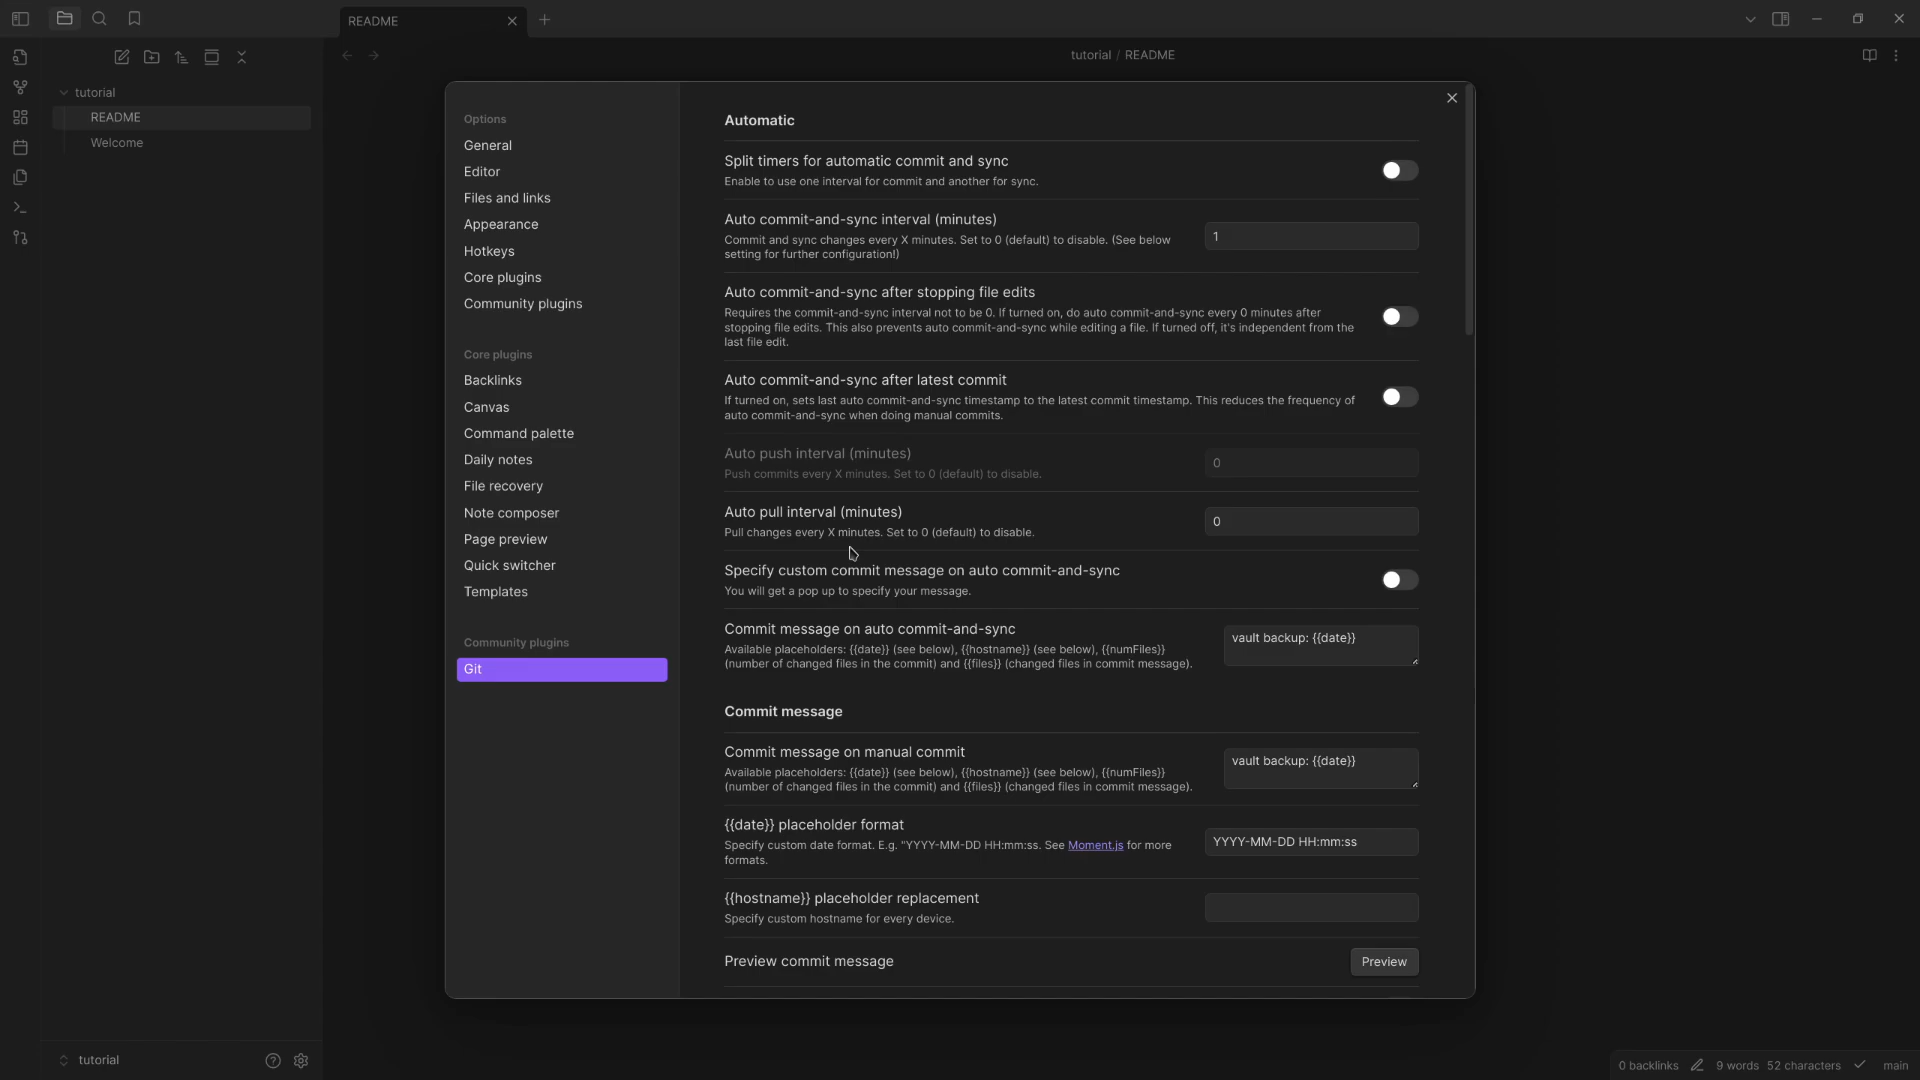 README
tutorial / README
tutorial
README
Welcome
Options
General
Editor
Files and links
Appearance
Hotkeys
Core plugins
Community plugins
Core plugins
Backlinks
Canvas
Command palette
Daily notes
File recovery
Note composer
Page preview
Quick switcher
Templates
Community plugins
Git
Automatic
Split timers for automatic commit and sync
Enable to use one interval for commit and another for sync.
Auto commit-and-sync interval (minutes)
Commit and sync changes every X minutes. Set to 0 (default) to disable. (See below
setting for further configuration!)
1
Auto commit-and-sync after stopping file edits
Requires the commit-and-sync interval not to be 0. If turned on, do auto commit-and-sync every 0 minutes after
stopping file edits. This also prevents auto commit-and-sync while editing a file. If turned off, it's independent from the
last file edit.
Auto commit-and-sync after latest commit
If turned on, sets last auto commit-and-sync timestamp to the latest commit timestamp. This reduces the frequency of
auto commit-and-sync when doing manual commits.
Auto push interval (minutes)
Push commits every X minutes. Set to 0 (default) to disable.
0
Auto pull interval (minutes)
Pull changes every X minutes. Set to 0 (default) to disable.
0
Specify custom commit message on auto commit-and-sync
You will get a pop up to specify your message.
Commit message on auto commit-and-sync
Available placeholders: {{date}} (see below), {{hostname}} (see below), {{numFiles}}
(number of changed files in the commit) and {{files}} (changed files in commit message).
vault backup: {{date}}
Commit message
Commit message on manual commit
Available placeholders: {{date}} (see below), {{hostname}} (see below), {{numFiles}}
(number of changed files in the commit) and {{files}} (changed files in commit message).
vault backup: {{date}}
{{date}} placeholder format
Specify custom date format. E.g. "YYYY-MM-DD HH:mm:ss. See Moment.js for more
formats.
YYYY-MM-DD HH:mm:ss
{{hostname}} placeholder replacement
Specify custom hostname for every device.
Preview commit message
Preview
tutorial
0 backlinks 9 words 52 characters main